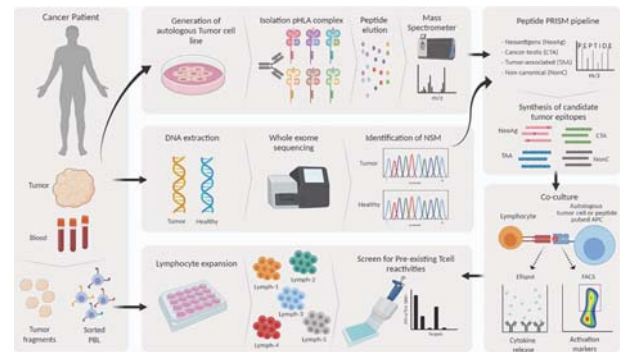 Cancer Patient
Tumor
Blood
Tumor
fragments
Sorted
PBL
Generation of
autologous Tumor cell
line
Isolation pHLA complex
Peptide
elution
Mass
Spectrometer
M/Z
DNA extraction
Tumor
Healthy
Whole exome
sequencing
Identification of NSM
Tumor
Healthy
Lymphocyte expansion
Lymph-1
Lymph-2
Lymph-3
Lymph-4
Lymph-5
Screen for Pre-existing Tcell
reactivities
Peptide PRISM pipeline
- Neoantigens (NeoAg)
- Cancer-testis (CTA)
- Tumor-associated (TAA)
- Non-canonical (NonC)
PEPTIDE
M/Z
Synthesis of candidate
tumor epitopes
NeoAg
CTA
TAA
NonC
Co-culture
Lymphocyte
Autologous
tumor cell or peptide
pulsed APC
Elispot
FACS
Cytokine
release
Activation
markers